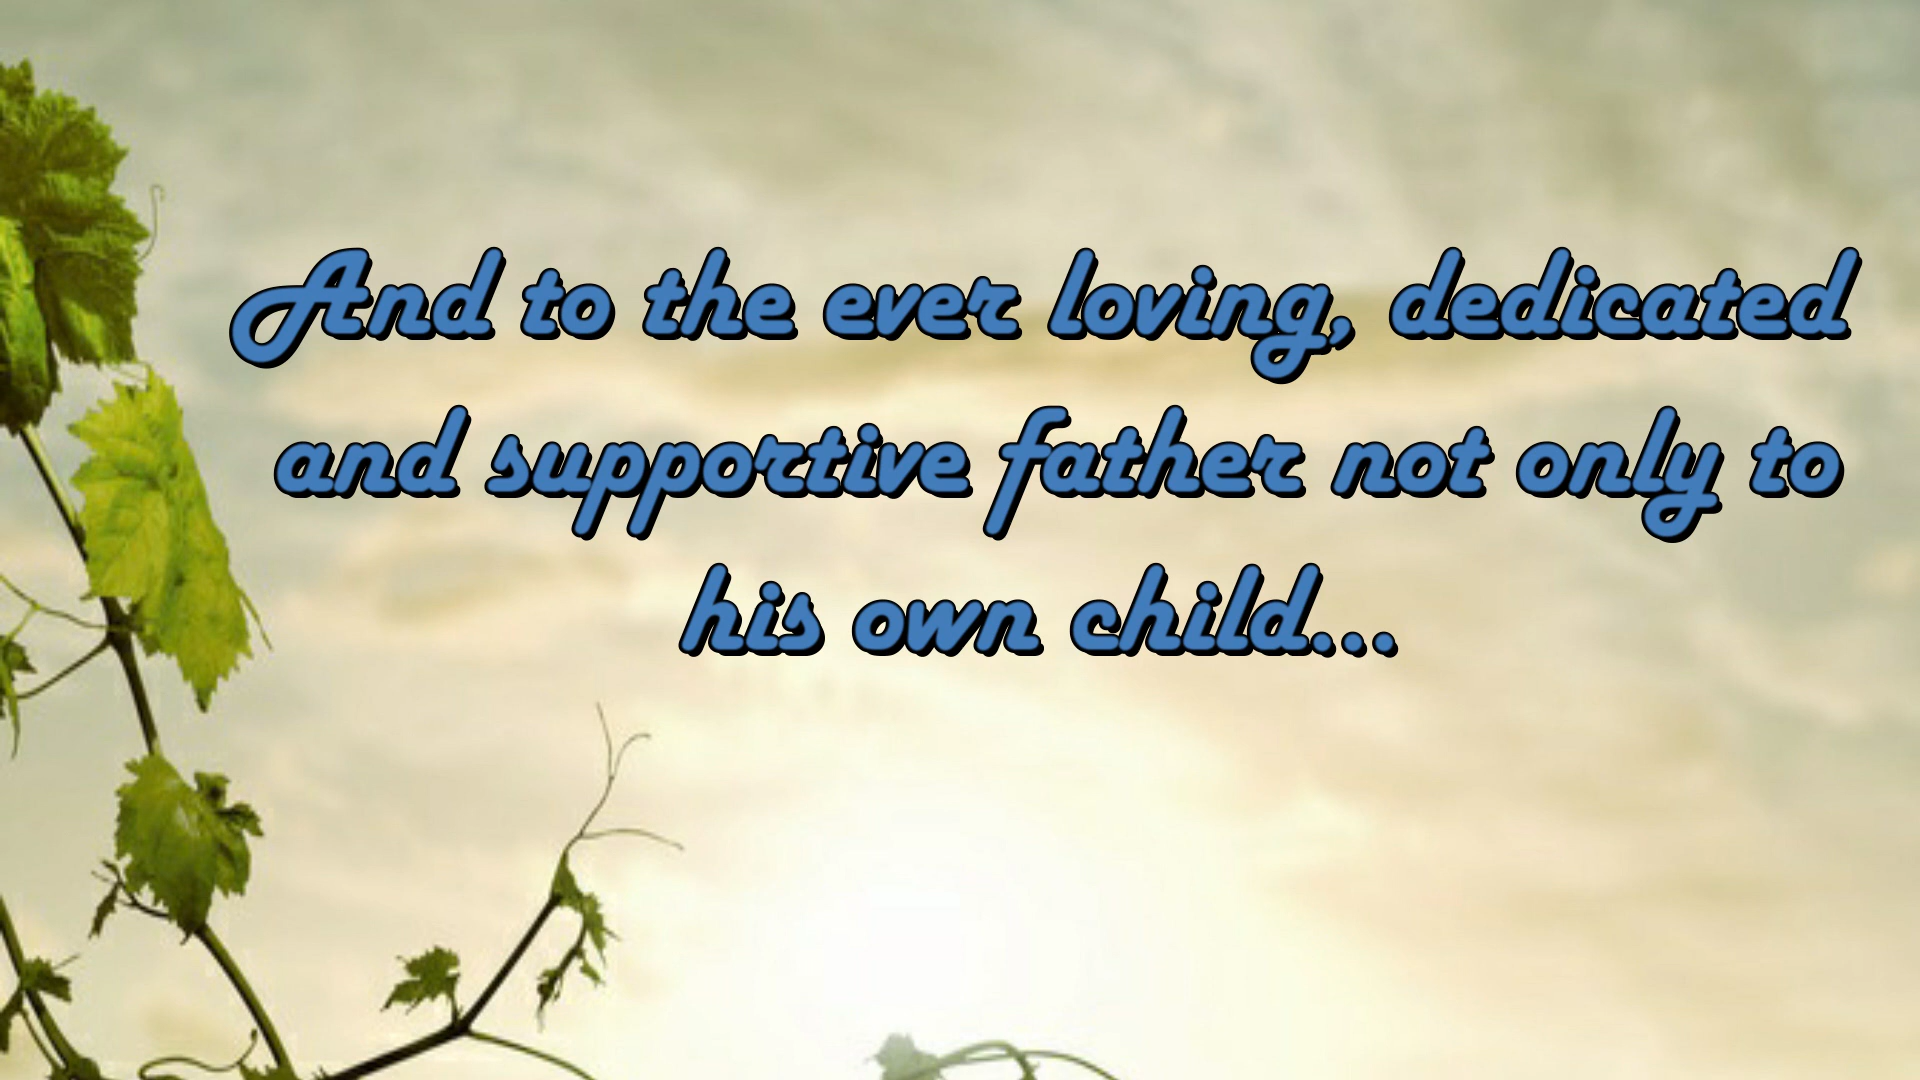 And to the ever loving, dedicated
and supportive father not only to
his own child...